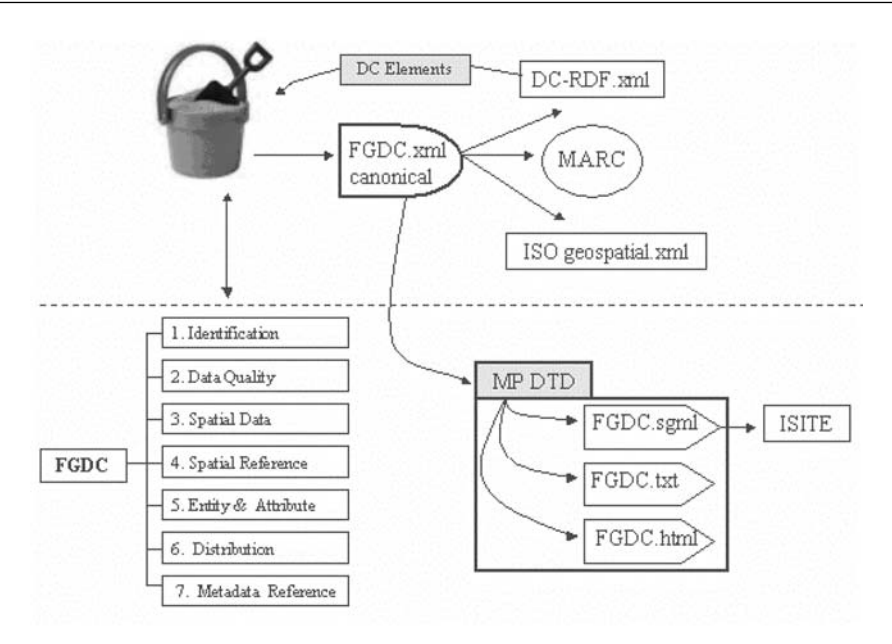 DC Elements
DC-RDF.xml
FGDC.xml
canonical
MARC
ISO geospatial.xml
1. Identification
2. Data Quality
3. Spatial Data
FGDC
4. Spatial Reference
5. Entity & Attribute
6. Distribution
7. Metadata Reference
MP DTD
FGDC.sgml
ISITE
FGDC.txt
FGDC.html